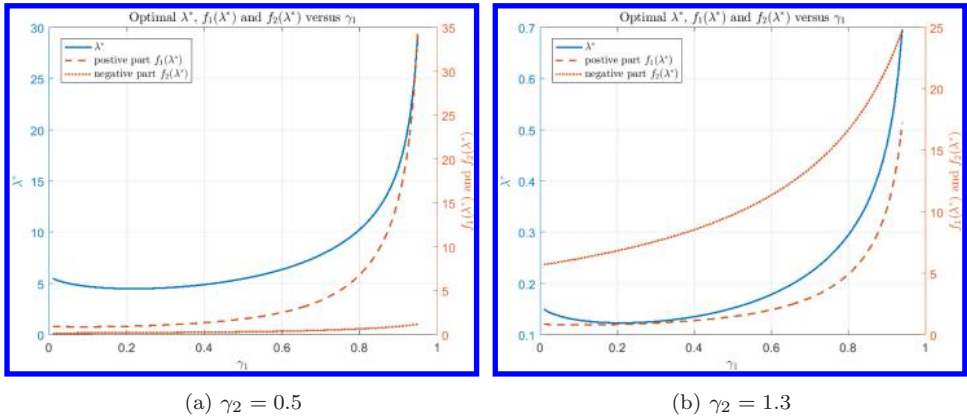 Optimal λ*, f₁(λ*) and f₂(λ*) versus γ₁
λ*
postive part f₁(λ*)
negative part f₂(λ*)
30
25
20
15
10
5
0
λ*
35
30
25
20
15
10
5
0
f₁(λ*) and f₂(λ*)
0 0.2 0.4 0.6 0.8 1
γ₁
(a) γ₂ = 0.5
Optimal λ*, f₁(λ*) and f₂(λ*) versus γ₁
λ*
postive part f₁(λ*)
negative part f₂(λ*)
0.7
0.6
0.5
0.4
0.3
0.2
0.1
λ*
25
20
15
10
5
0
f₁(λ*) and f₂(λ*)
0 0.2 0.4 0.6 0.8 1
γ₁
(b) γ₂ = 1.3